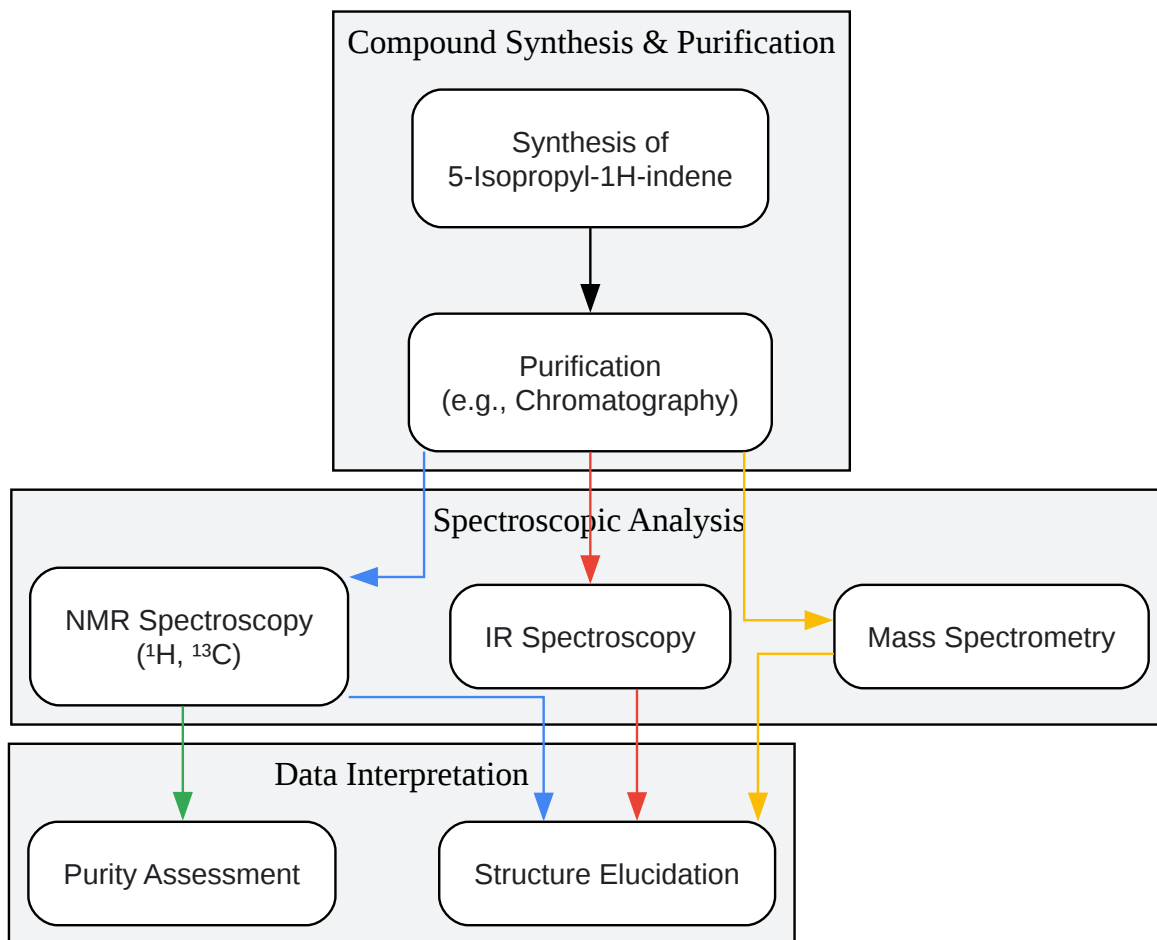 Compound Synthesis & Purification
Synthesis of
5-Isopropyl-1H-indene
Purification
(e.g., Chromatography)
Spectroscopic Analysis
NMR Spectroscopy
(¹H, ¹³C)
IR Spectroscopy
Mass Spectrometry
Data Interpretation
Purity Assessment
Structure Elucidation